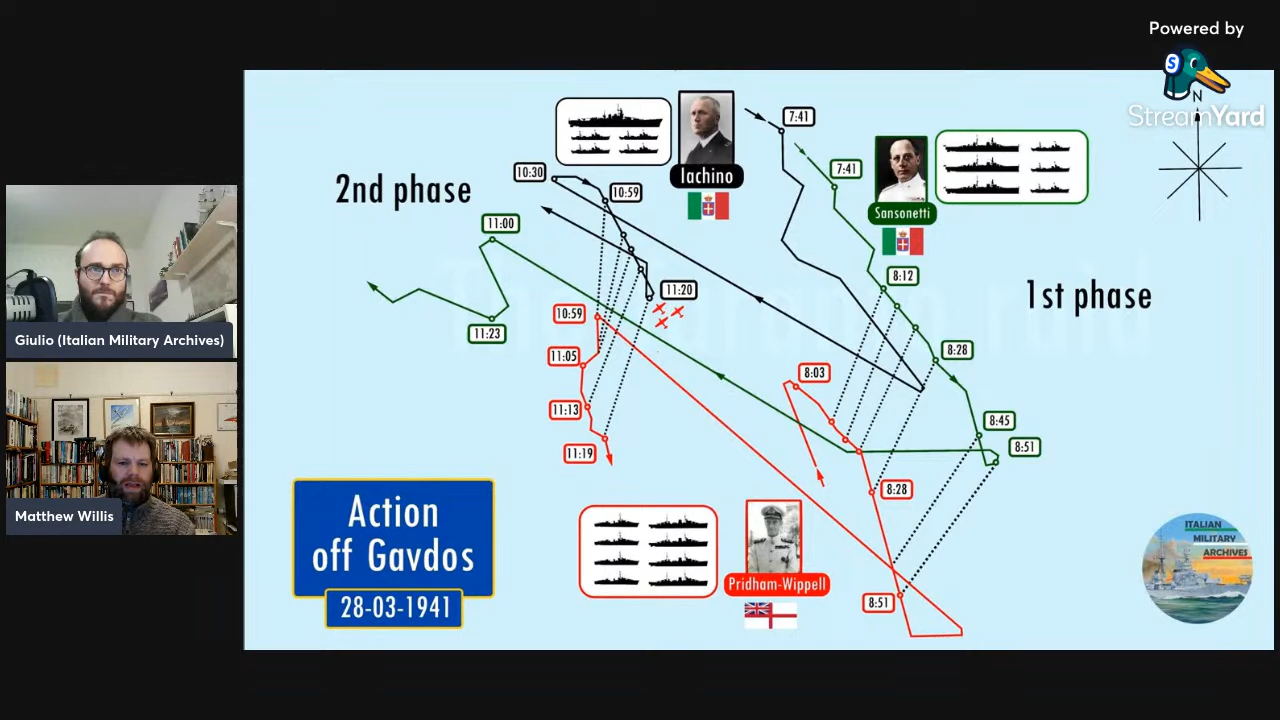 Powered by
StreamYard
N
7:41
Iachino
10:30
10:59
2nd phase
7:41
Sansonetti
11:00
8:12
1st phase
11:20
10:59
11:23
Giulio (Italian Military Archives)
11:05
8:28
8:03
11:13
8:45
8:51
11:19
8:28
Matthew Willis
Action
off Gavdos
28-03-1941
Pridham-Wippell
8:51
ITALIAN
MILITARY
ARCHIVES